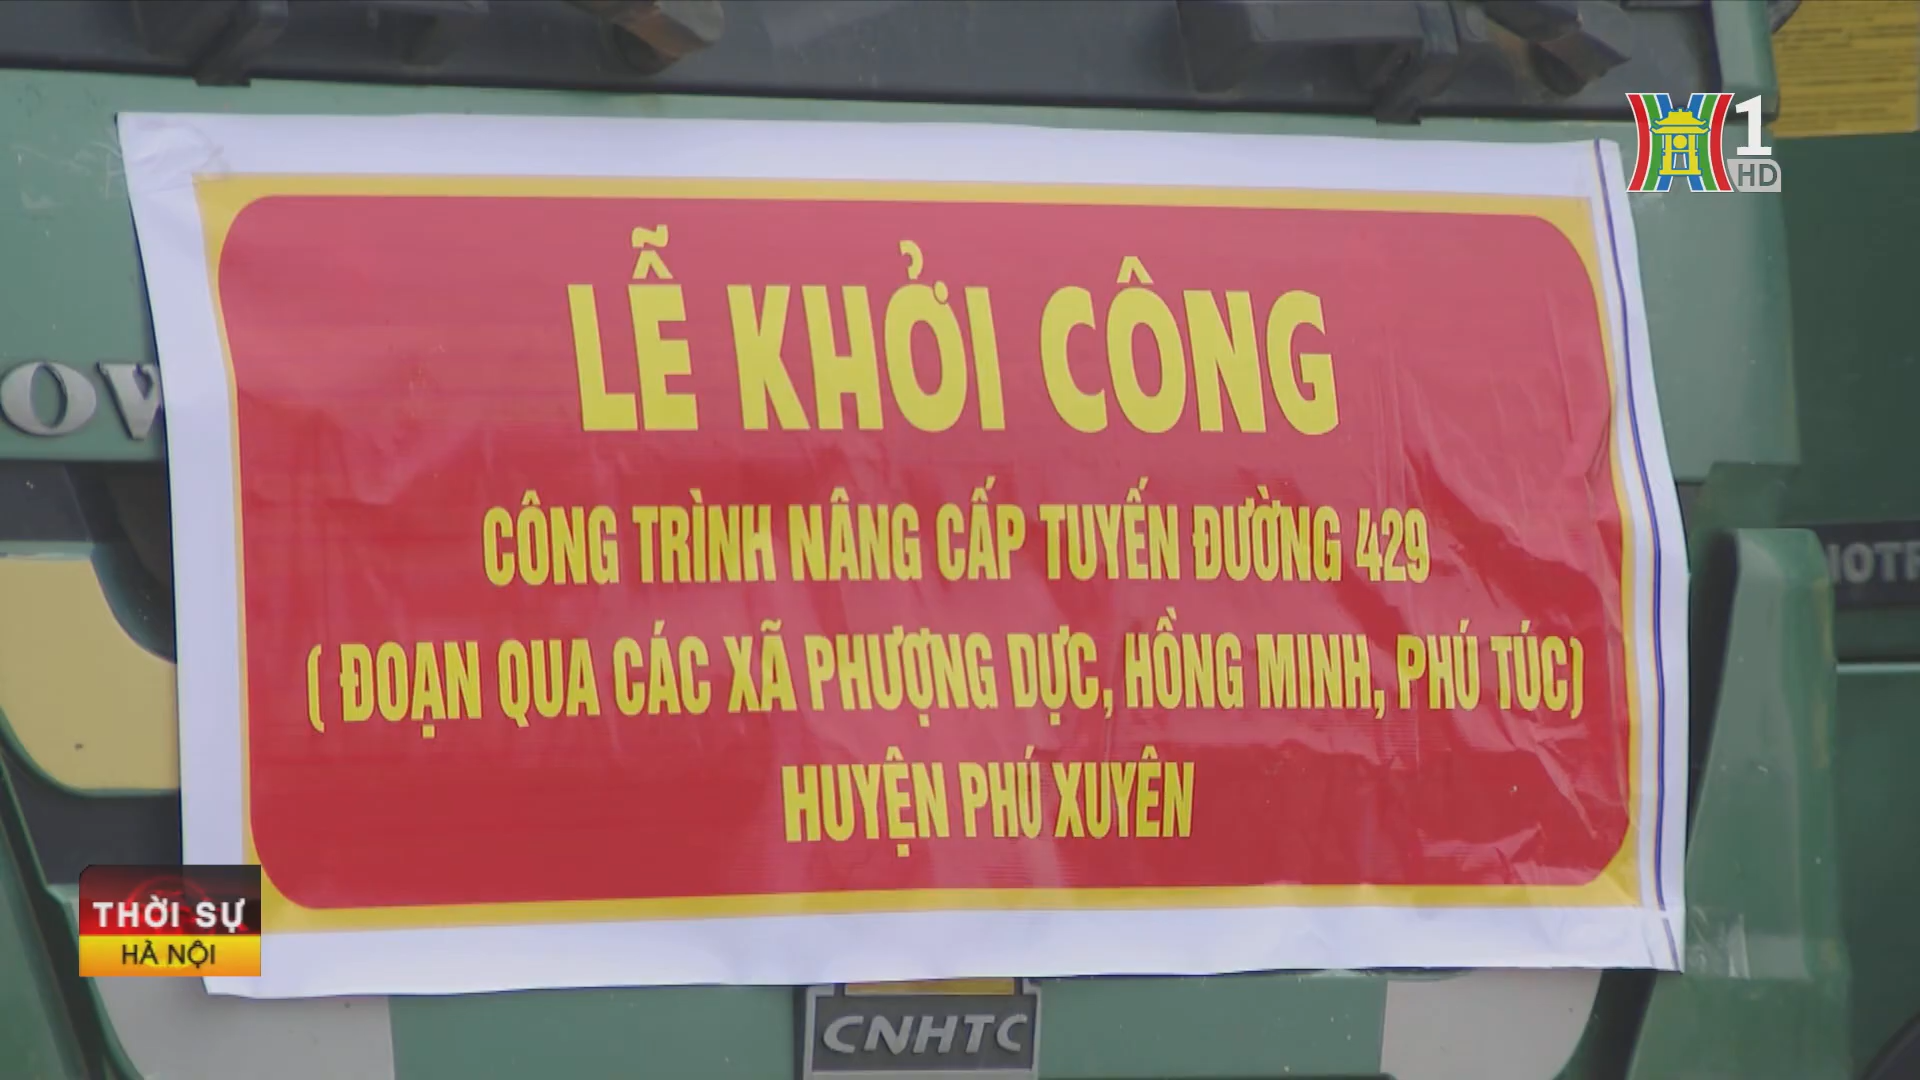 1
HD
LỄ KHỞI CÔNG
CÔNG TRÌNH NÂNG CẤP TUYẾN ĐƯỜNG 429
( ĐOẠN QUA CÁC XÃ PHƯỢNG DỰC, HỒNG MINH, PHÚ TÚC)
HUYỆN PHÚ XUYÊN
THỜI SỰ
HÀ NỘI
CNHTC